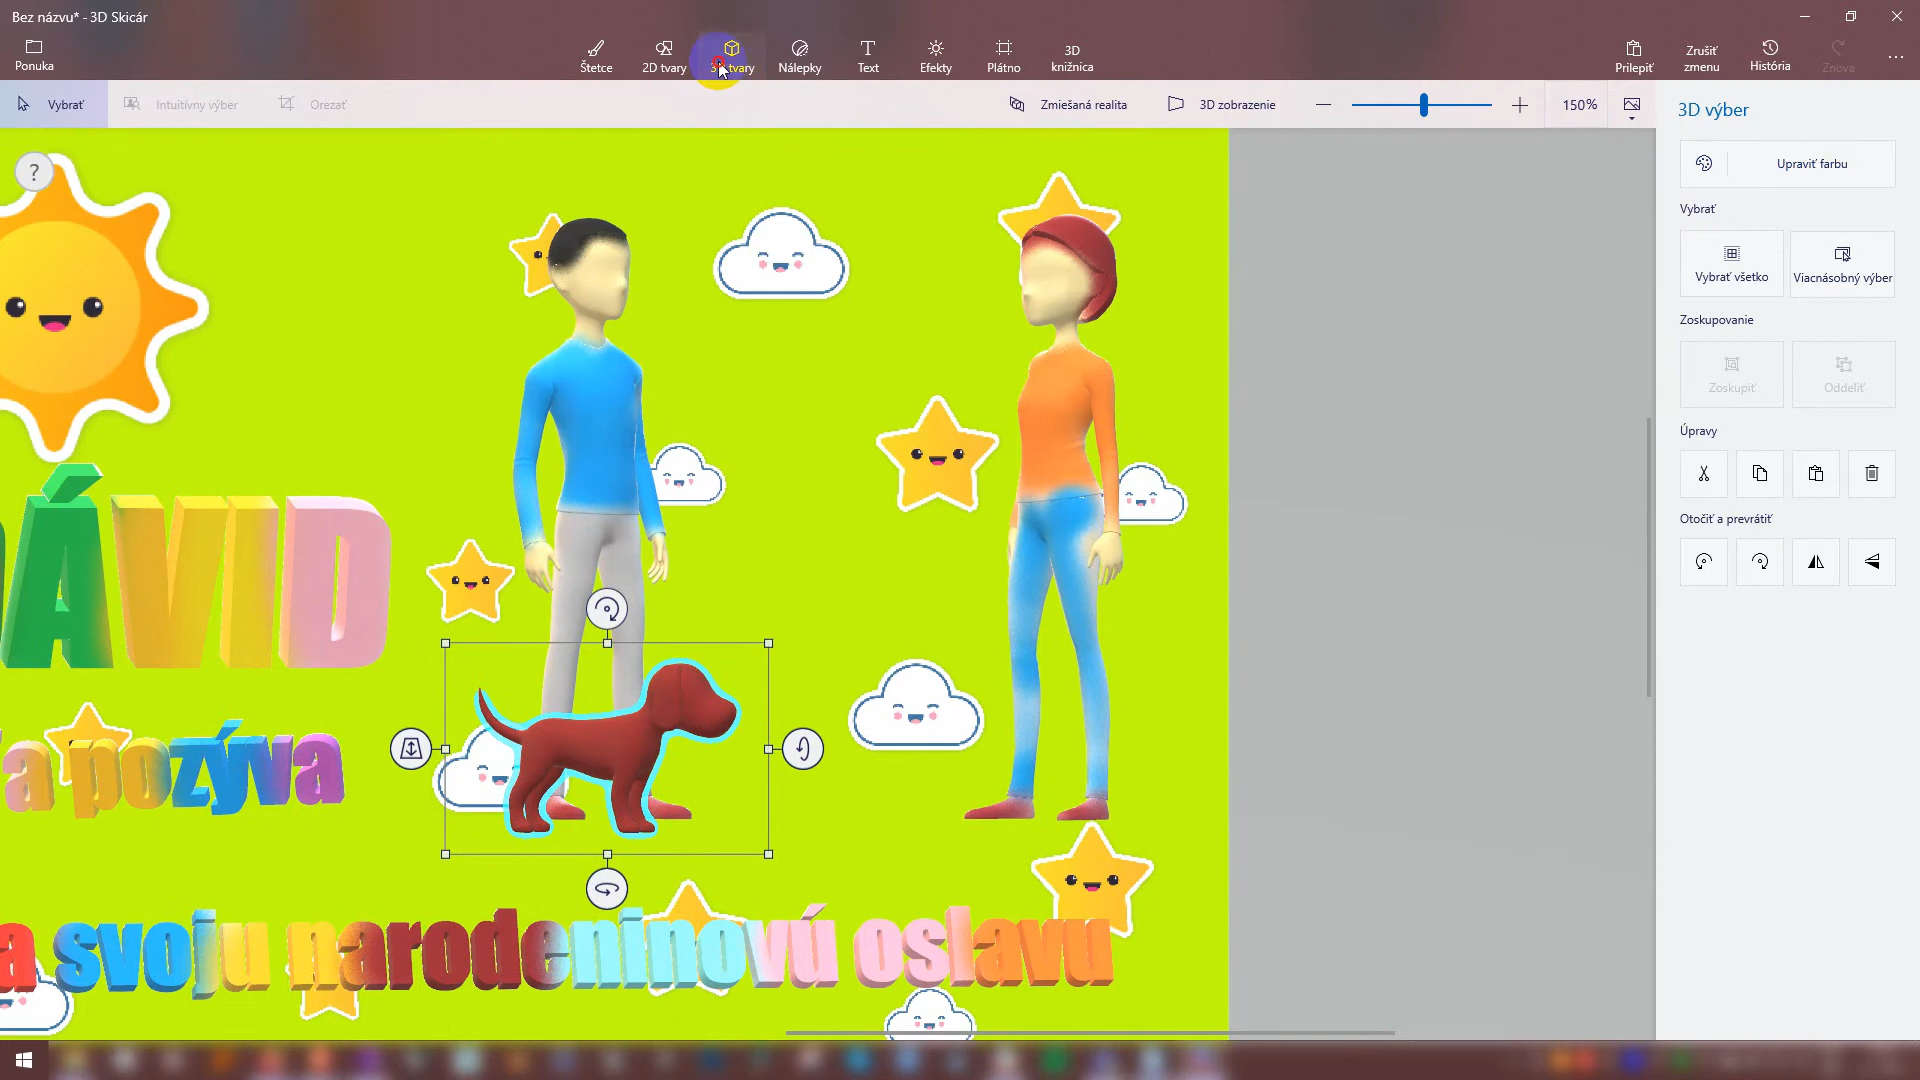 Bez názvu* - 3D Skicár
Ponuka
Štetce
2D tvary
3D tvary
Nálepky
Text
Efekty
Plátno
3D knižnica
Prilepiť
Zrušiť zmenu
História
Znova
Vybrať
Intuitívny výber
Orezať
Zmiešaná realita
3D zobrazenie
150%
3D výber
Upraviť farbu
Vybrať
Vybrať všetko
Viacnásobný výber
Zoskupovanie
Zoskupiť
Oddeliť
Úpravy
Otočiť a prevrátiť
?
DÁVID
ťa pozýva
a svoju narodeninovú oslavu